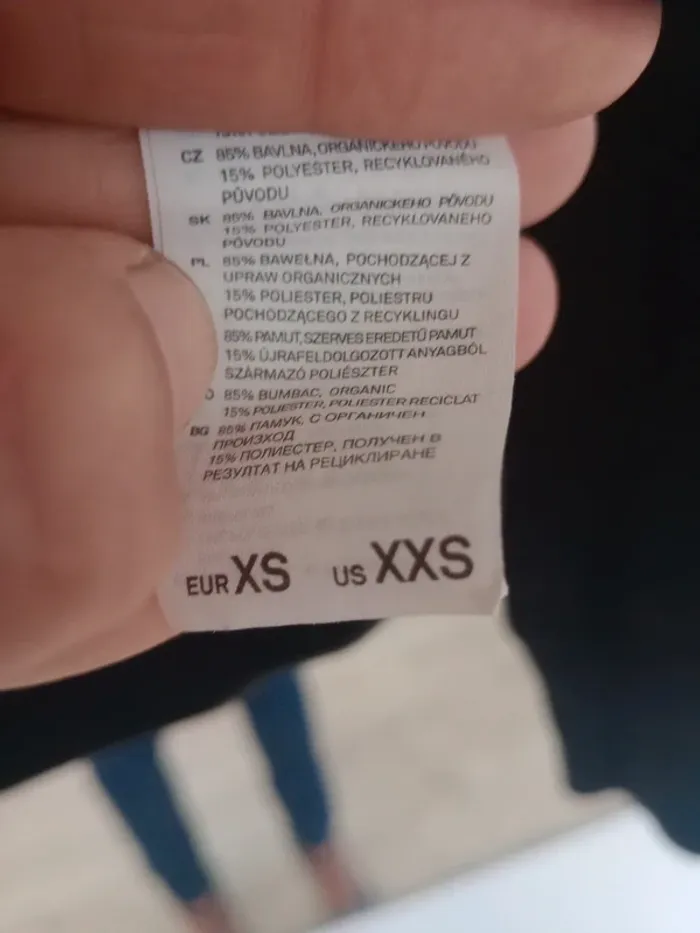 CZ 85% BAVLNA, ORGANICKÉHO PŮVODU
15% POLYESTER, RECYKLOVANÉHO
PŮVODU
SK 85% BAVLNA, ORGANICKÉHO PÔVODU
15% POLYESTER, RECYKLOVANÉHO
PÔVODU
PL 85% BAWEŁNA, POCHODZĄCEJ Z
UPRAW ORGANICZNYCH
15% POLIESTER, POLIESTRU
POCHODZĄCEGO Z RECYKLINGU
85% PAMUT, SZERVES EREDETŰ PAMUT
15% ÚJRAFELDOLGOZOTT ANYAGBÓL
SZÁRMAZÓ POLIÉSZTER
O 85% BUMBAC, ORGANIC
15% POLIESTER, POLIESTER RECICLAT
BG 85% ПАМУК, С ОРГАНИЧЕН
ПРОИЗХОД
15% ПОЛИЕСТЕР, ПОЛУЧЕН В
РЕЗУЛТАТ НА РЕЦИКЛИРАНЕ
EUR XS US XXS